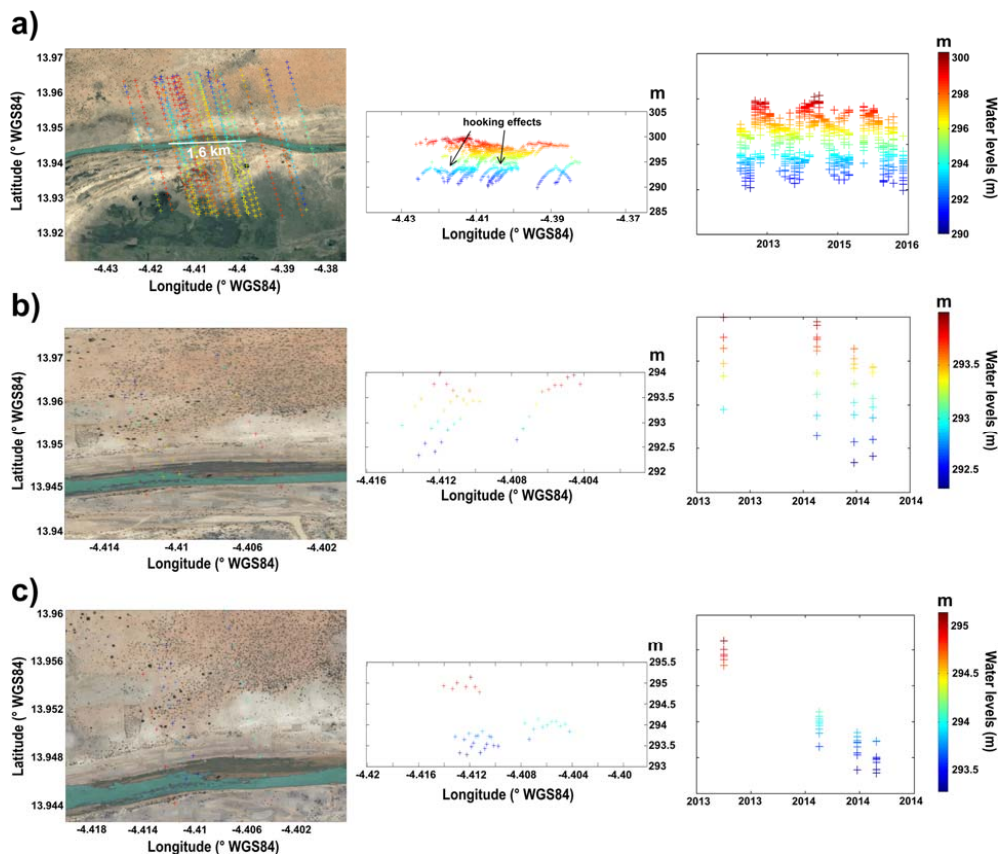 a)
13.97
13.96
13.95
13.94
13.93
13.92
Latitude (° WGS84)
1.6 km
-4.43 -4.42 -4.41 -4.4 -4.39 -4.38
Longitude (° WGS84)
m
305
300
295
290
285
hooking effects
-4.43 -4.41 -4.39 -4.37
Longitude (° WGS84)
2013 2015 2016
m
300
298
296
294
292
290
Water levels (m)
b)
13.97
13.96
13.95
13.945
13.94
Latitude (° WGS84)
-4.414 -4.41 -4.406 -4.402
Longitude (° WGS84)
m
294
293.5
293
292.5
292
-4.416 -4.412 -4.408 -4.404
Longitude (° WGS84)
2013 2013 2014 2014 2014
m
293.5
293
292.5
Water levels (m)
c)
13.96
13.956
13.952
13.948
13.944
Latitude (° WGS84)
-4.418 -4.414 -4.41 -4.406 -4.402
Longitude (° WGS84)
m
295.5
295
294.5
294
293.5
293
-4.42 -4.416 -4.412 -4.408 -4.404 -4.40
Longitude (° WGS84)
2013 2013 2014 2014 2014
m
295
294.5
294
293.5
Water levels (m)